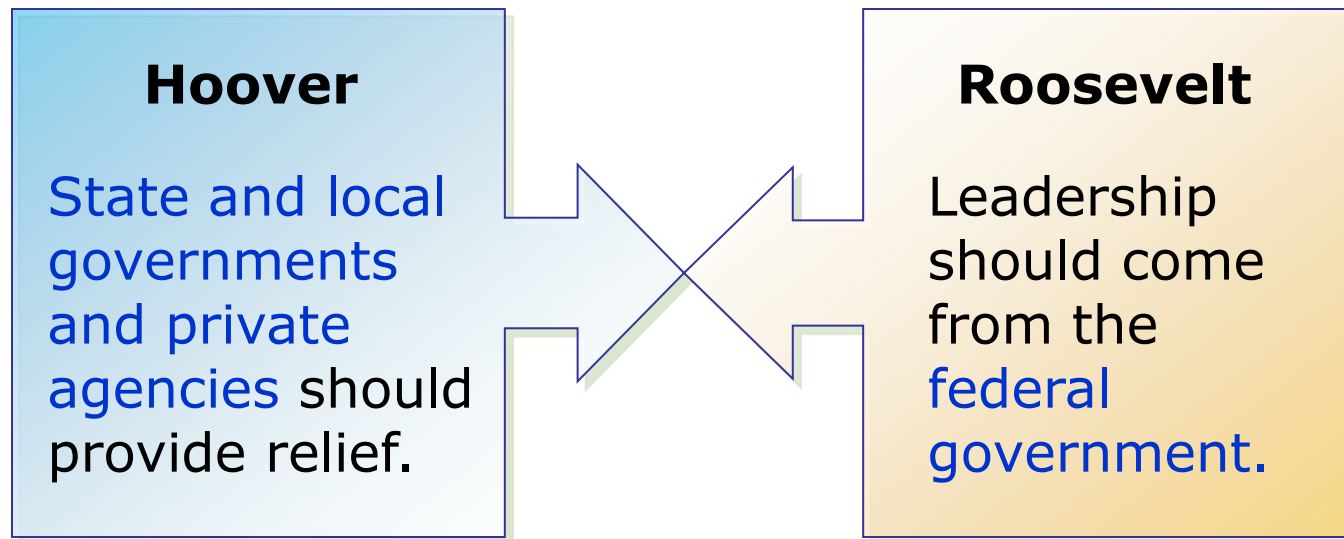 Hoover
State and local
governments
and private
agencies should
provide relief.
Roosevelt
Leadership
should come
from the
federal
government.